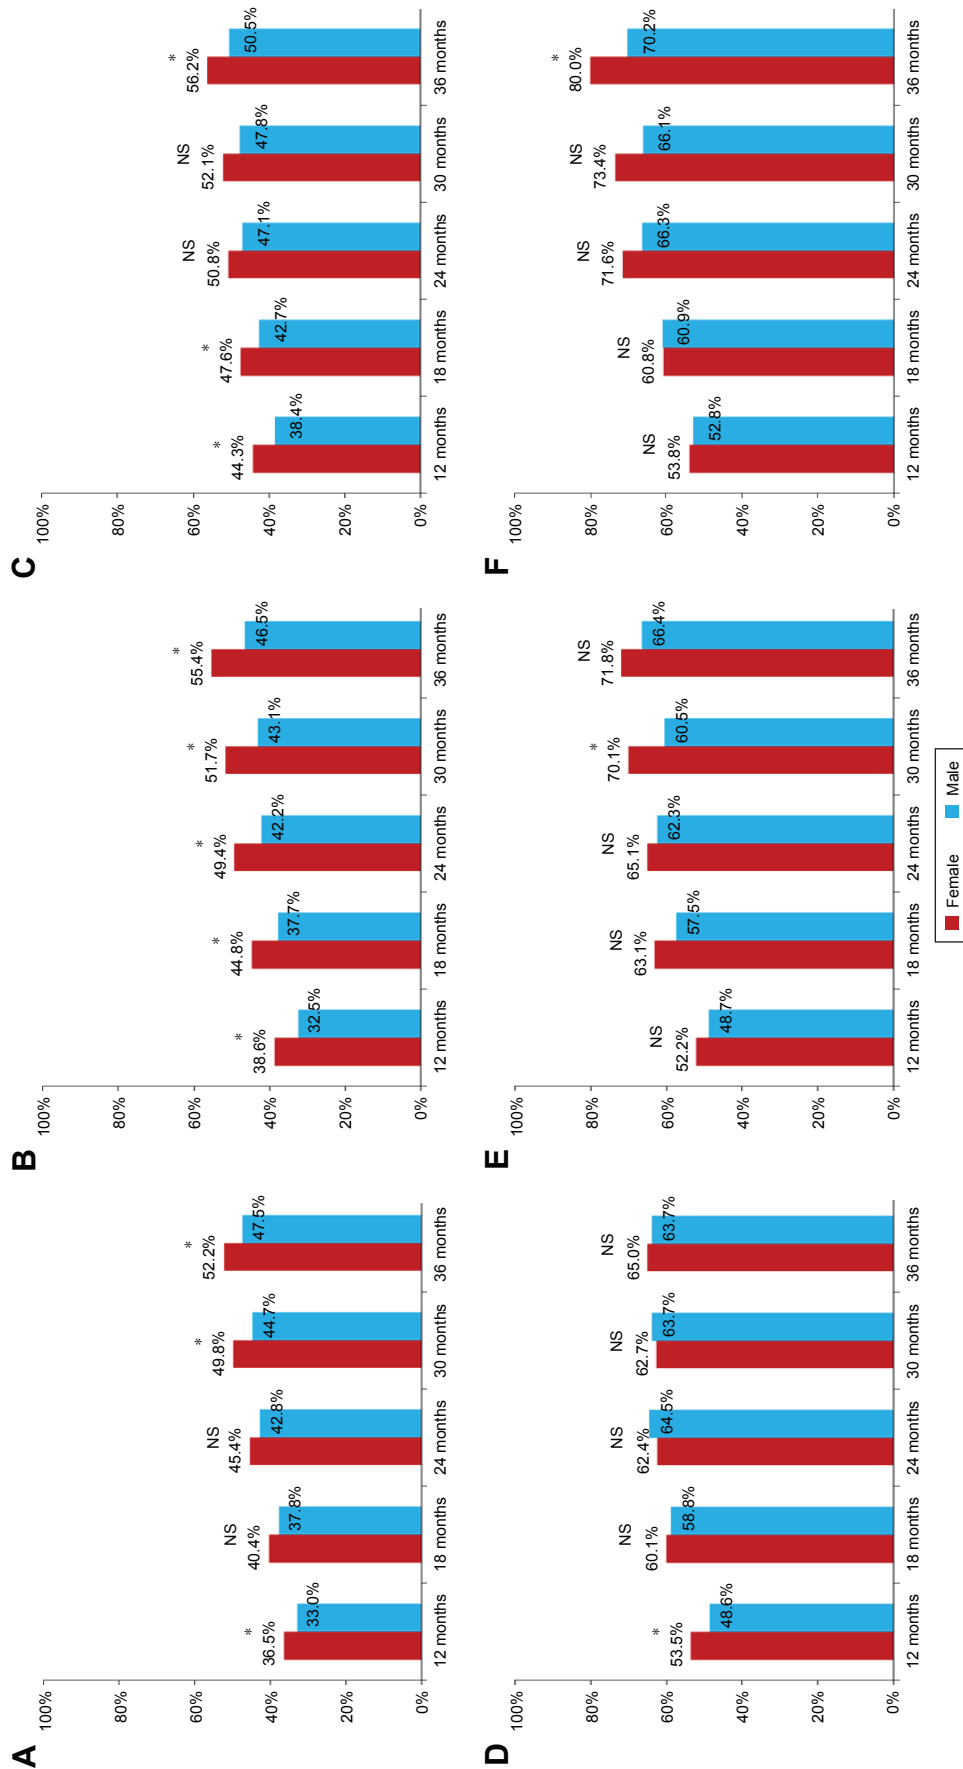 A
100%
80%
60%
40%
20%
0%
* NS NS * *
36.5% 40.4% 45.4% 49.8% 52.2%
33.0% 37.8% 42.8% 44.7% 47.5%
12 months 18 months 24 months 30 months 36 months
B
100%
80%
60%
40%
20%
0%
* * * * *
38.6% 44.8% 49.4% 51.7% 55.4%
32.5% 37.7% 42.2% 43.1% 46.5%
12 months 18 months 24 months 30 months 36 months
C
100%
80%
60%
40%
20%
0%
* * NS NS *
44.3% 47.6% 50.8% 52.1% 56.2%
38.4% 42.7% 47.1% 47.8% 50.5%
12 months 18 months 24 months 30 months 36 months
D
100%
80%
60%
40%
20%
0%
* NS NS NS NS
53.5% 60.1% 62.4% 62.7% 65.0%
48.6% 58.8% 64.5% 63.7% 63.7%
12 months 18 months 24 months 30 months 36 months
E
100%
80%
60%
40%
20%
0%
NS NS NS * NS
52.2% 63.1% 65.1% 70.1% 71.8%
48.7% 57.5% 62.3% 60.5% 66.4%
12 months 18 months 24 months 30 months 36 months
F
100%
80%
60%
40%
20%
0%
NS NS NS NS *
53.8% 60.8% 71.6% 73.4% 80.0%
52.8% 60.9% 66.3% 66.1% 70.2%
12 months 18 months 24 months 30 months 36 months
Female Male